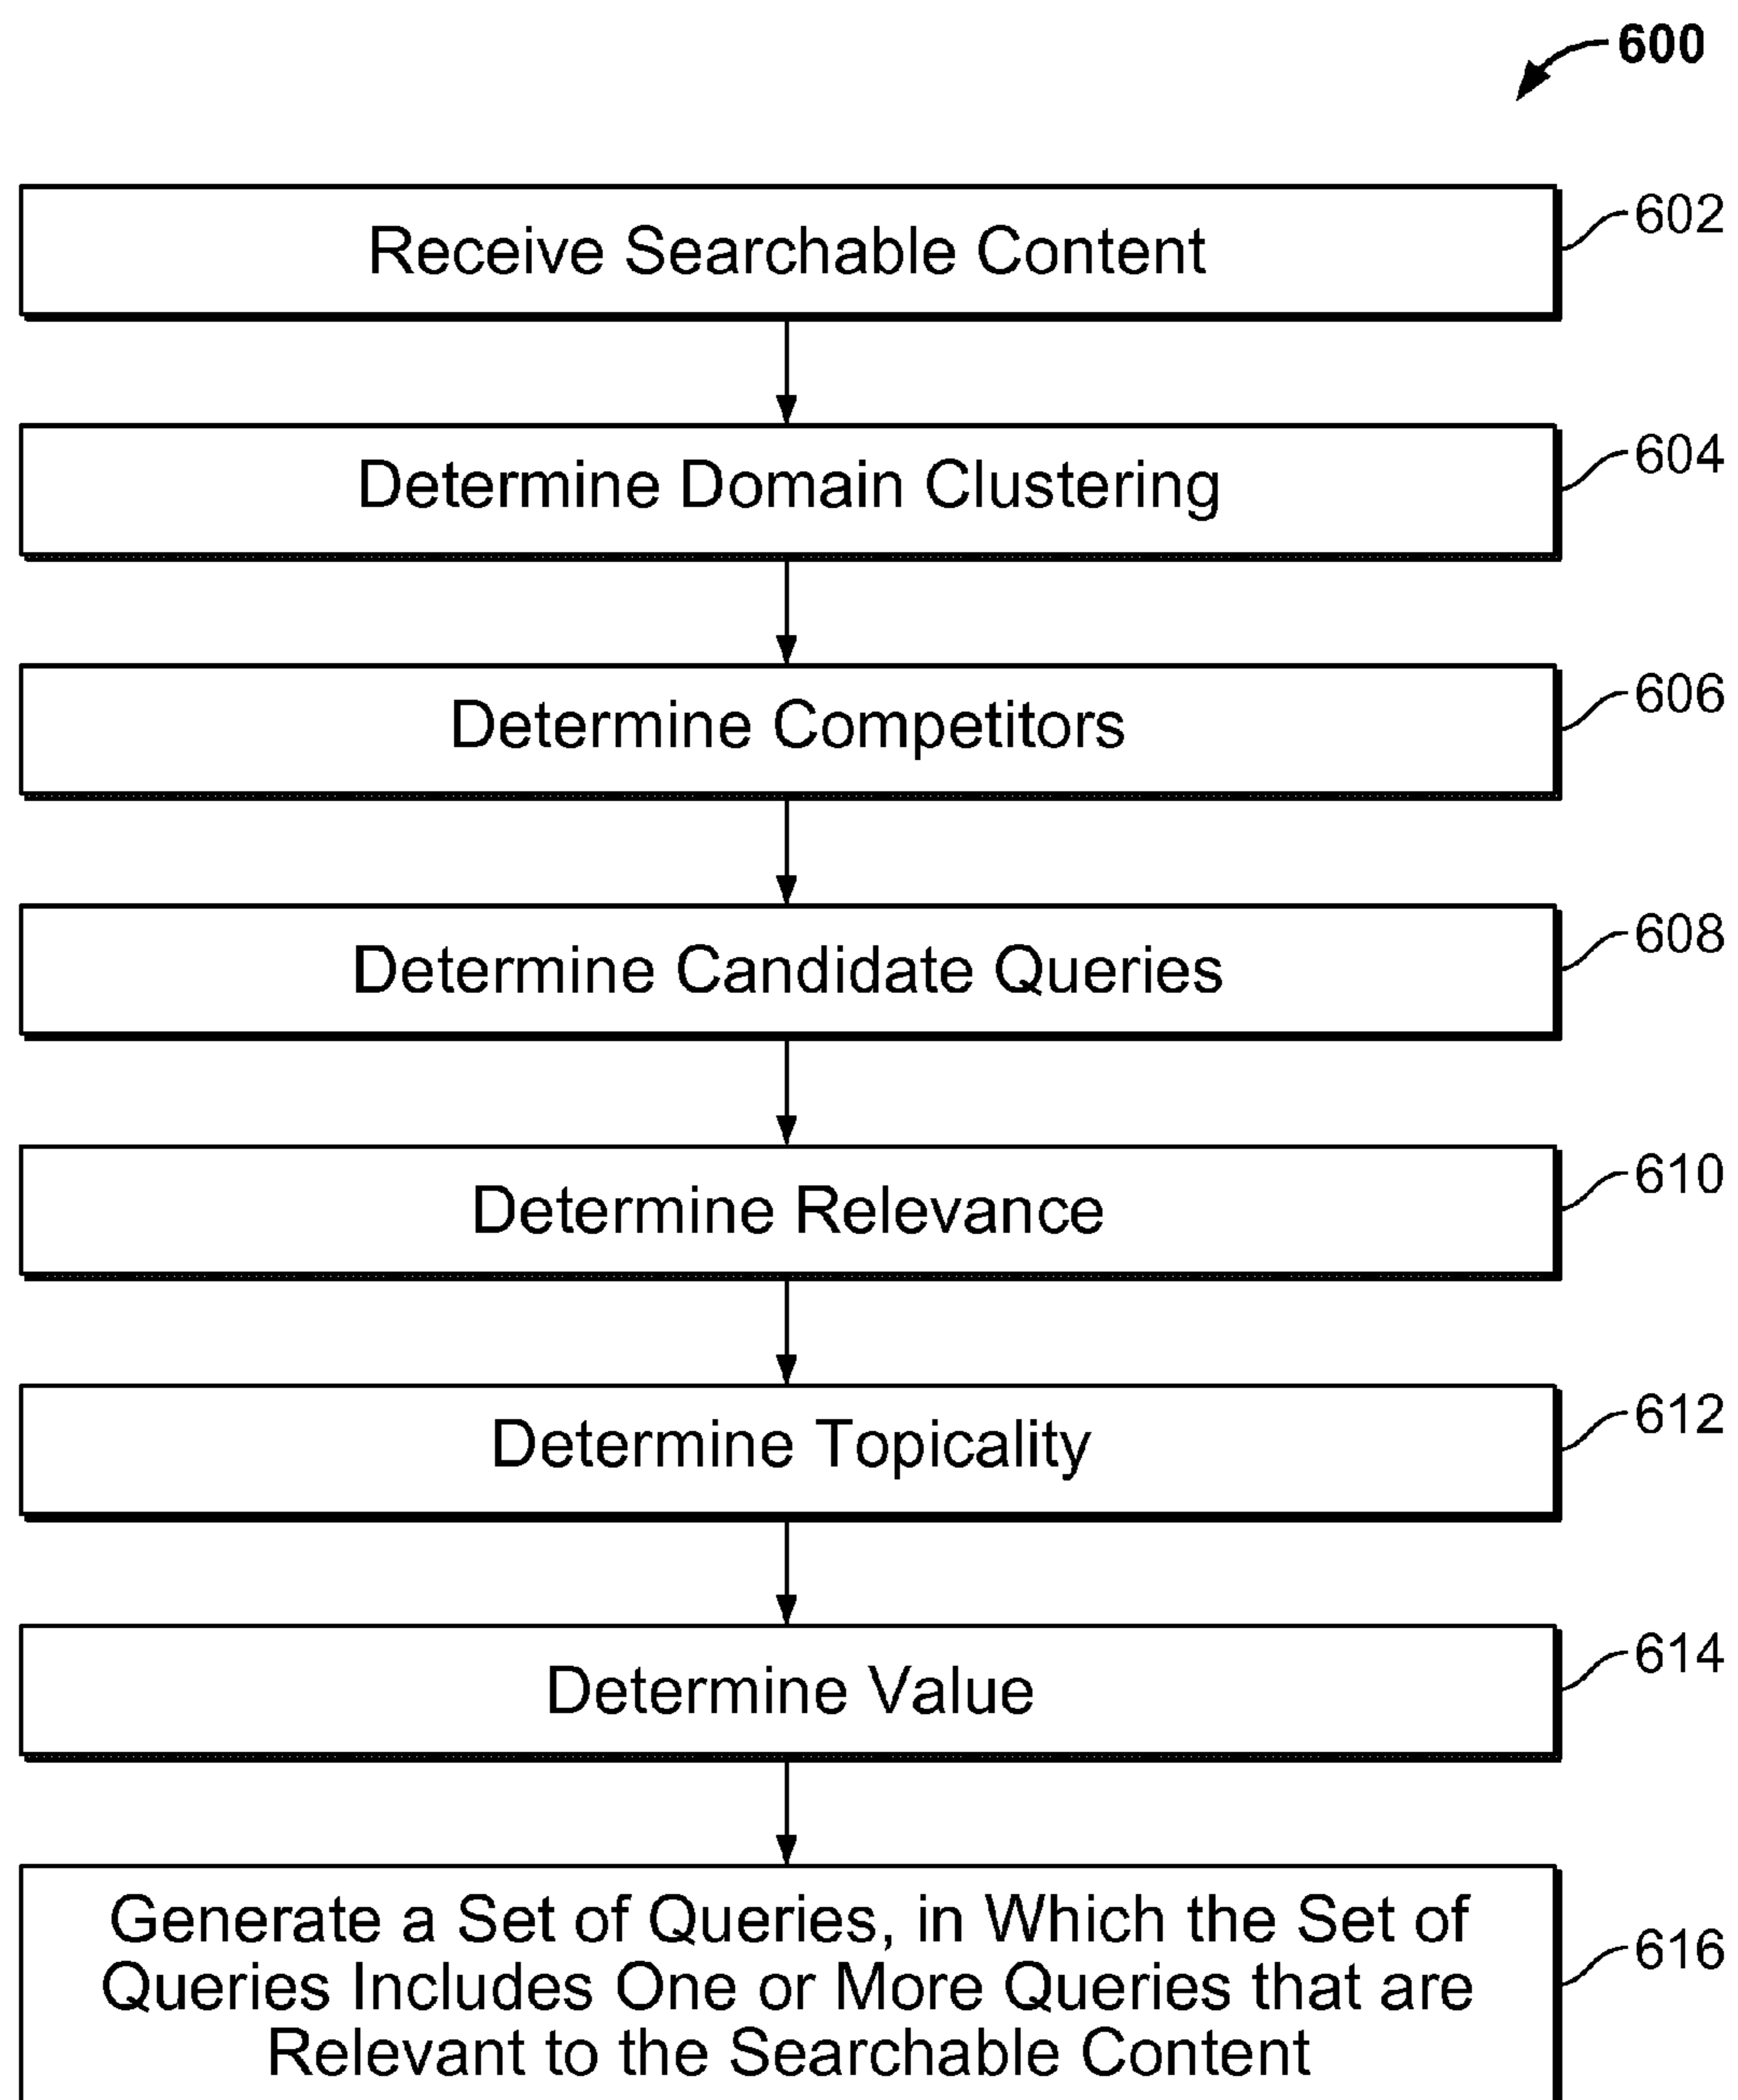 600
Receive Searchable Content
602
Determine Domain Clustering
604
Determine Competitors
606
Determine Candidate Queries
608
Determine Relevance
610
Determine Topicality
612
Determine Value
614
Generate a Set of Queries, in Which the Set of
Queries Includes One or More Queries that are
Relevant to the Searchable Content
616